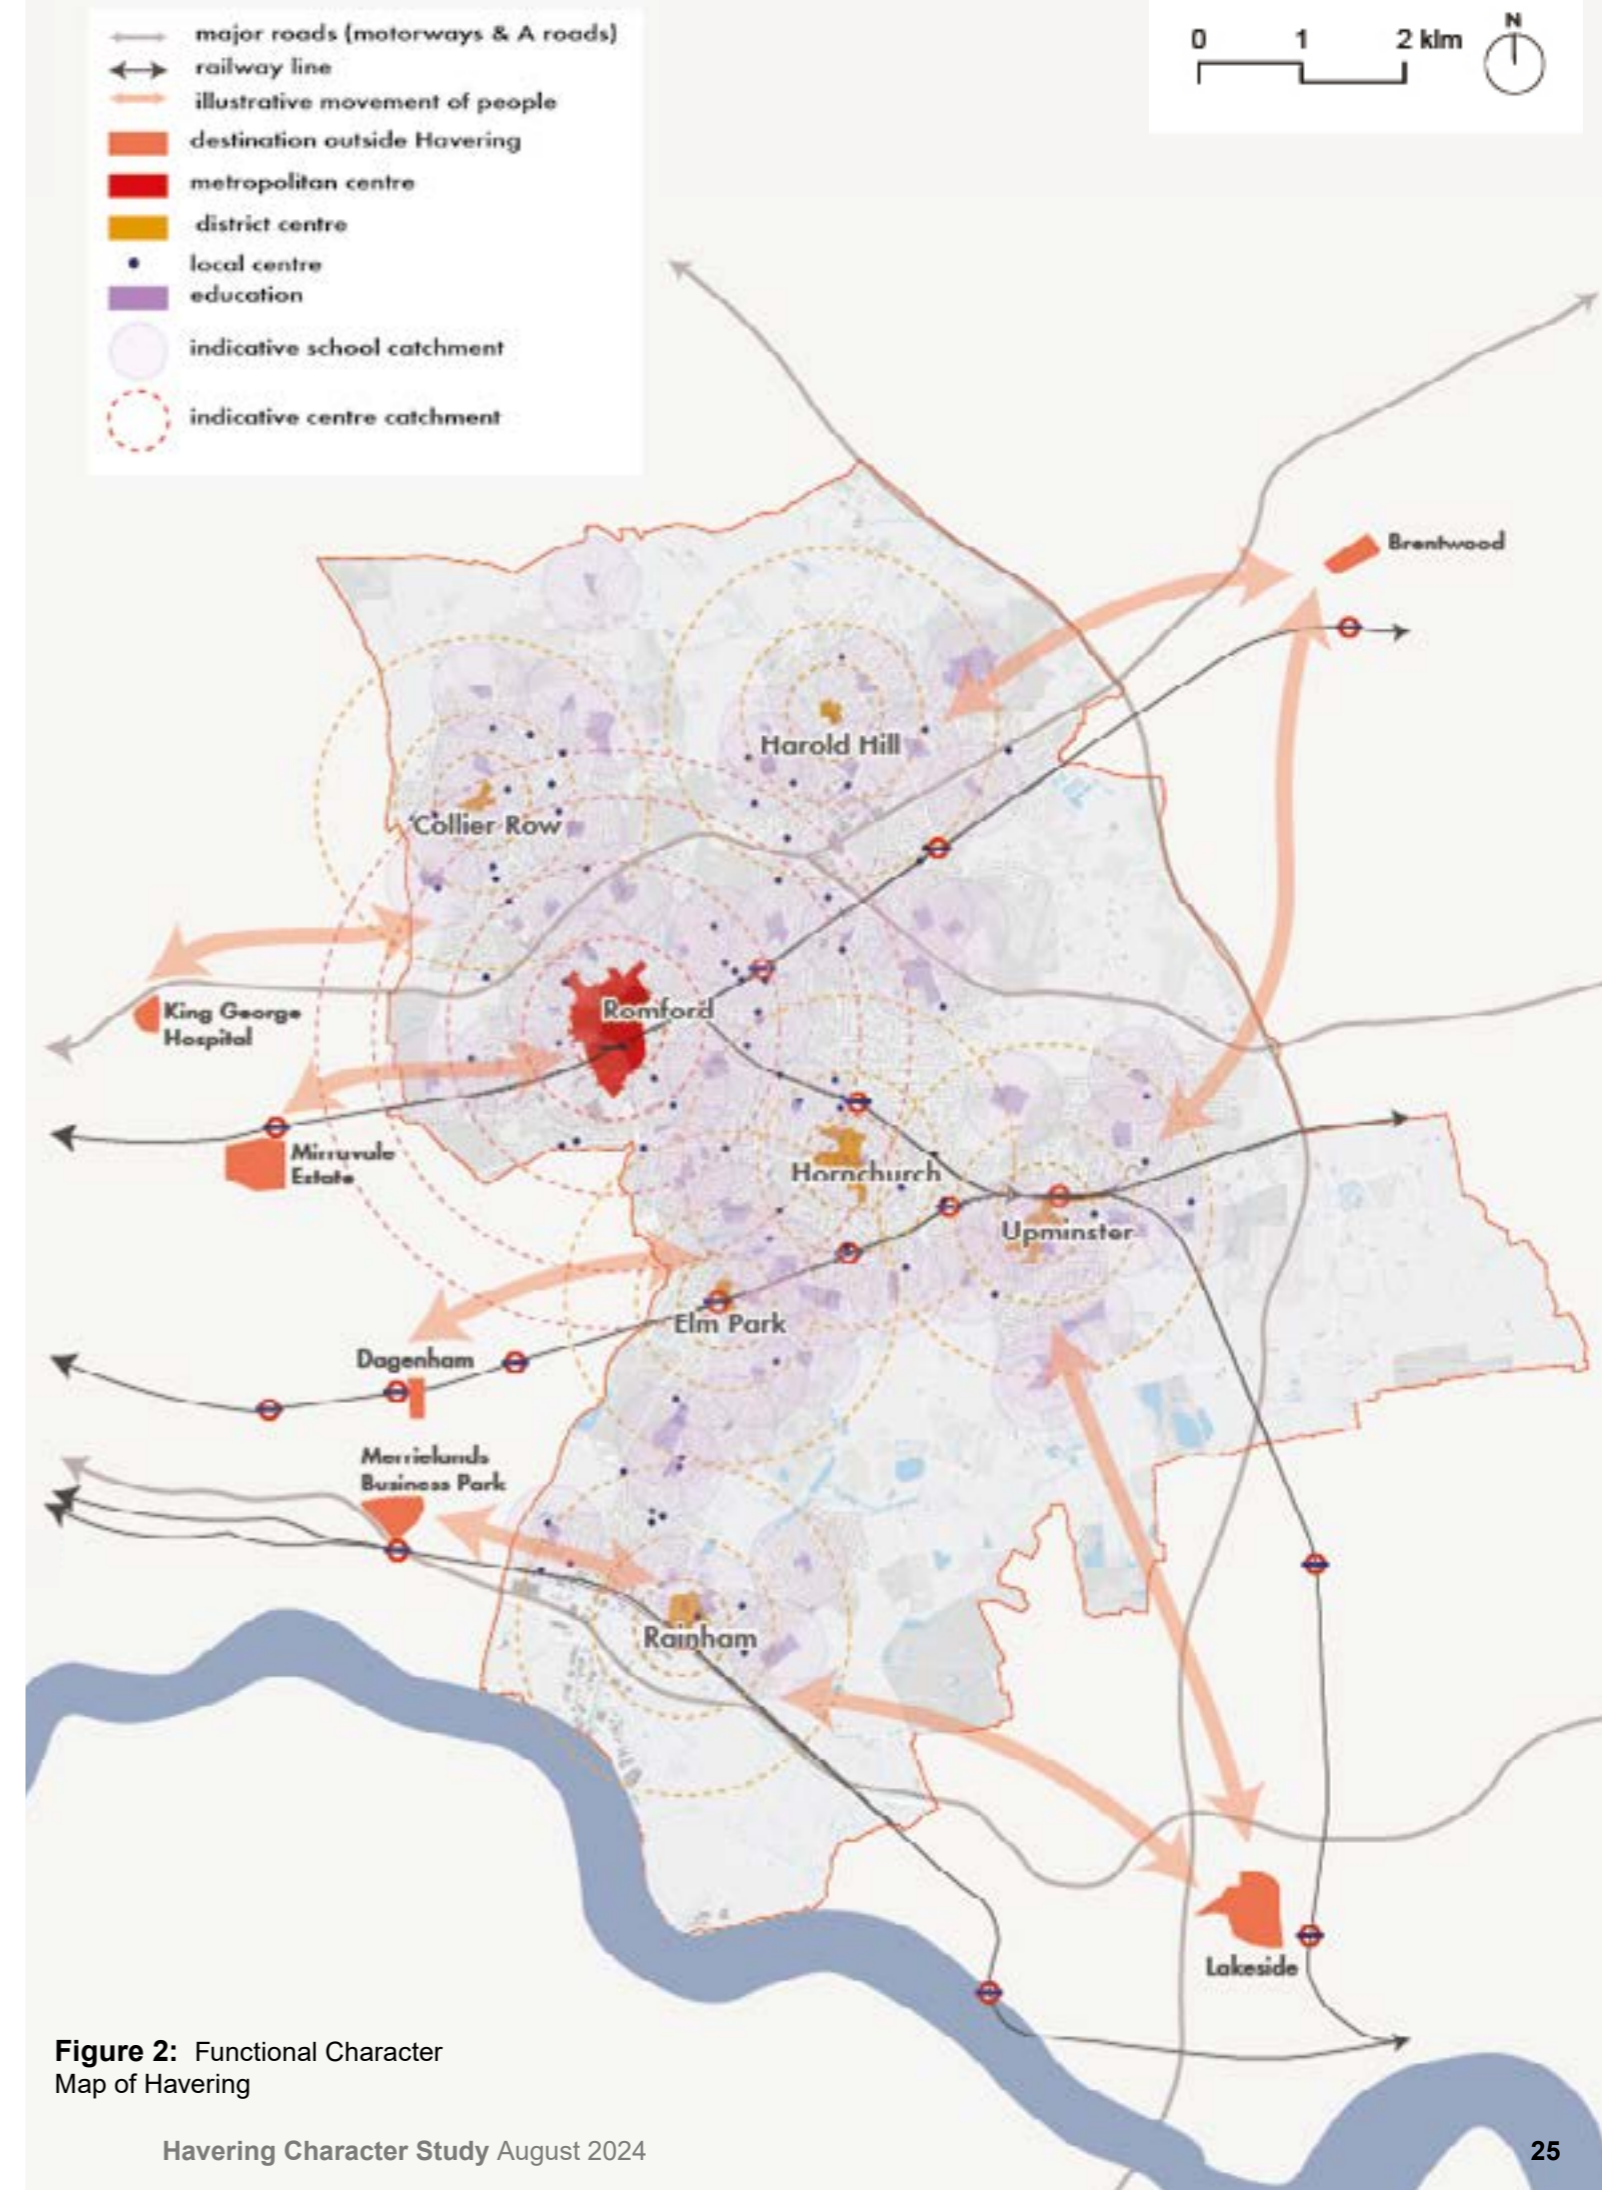 major roads (motorways & A roads)
railway line
illustrative movement of people
destination outside Havering
metropolitan centre
district centre
local centre
education
indicative school catchment
indicative centre catchment
0 1 2 klm
N
Brentwood
Harold Hill
Collier Row
King George
Hospital
Romford
Mirravale
Estate
Hornchurch
Upminster
Elm Park
Dagenham
Merrielands
Business Park
Rainham
Lakeside
Figure 2: Functional Character
Map of Havering
Havering Character Study August 2024
25